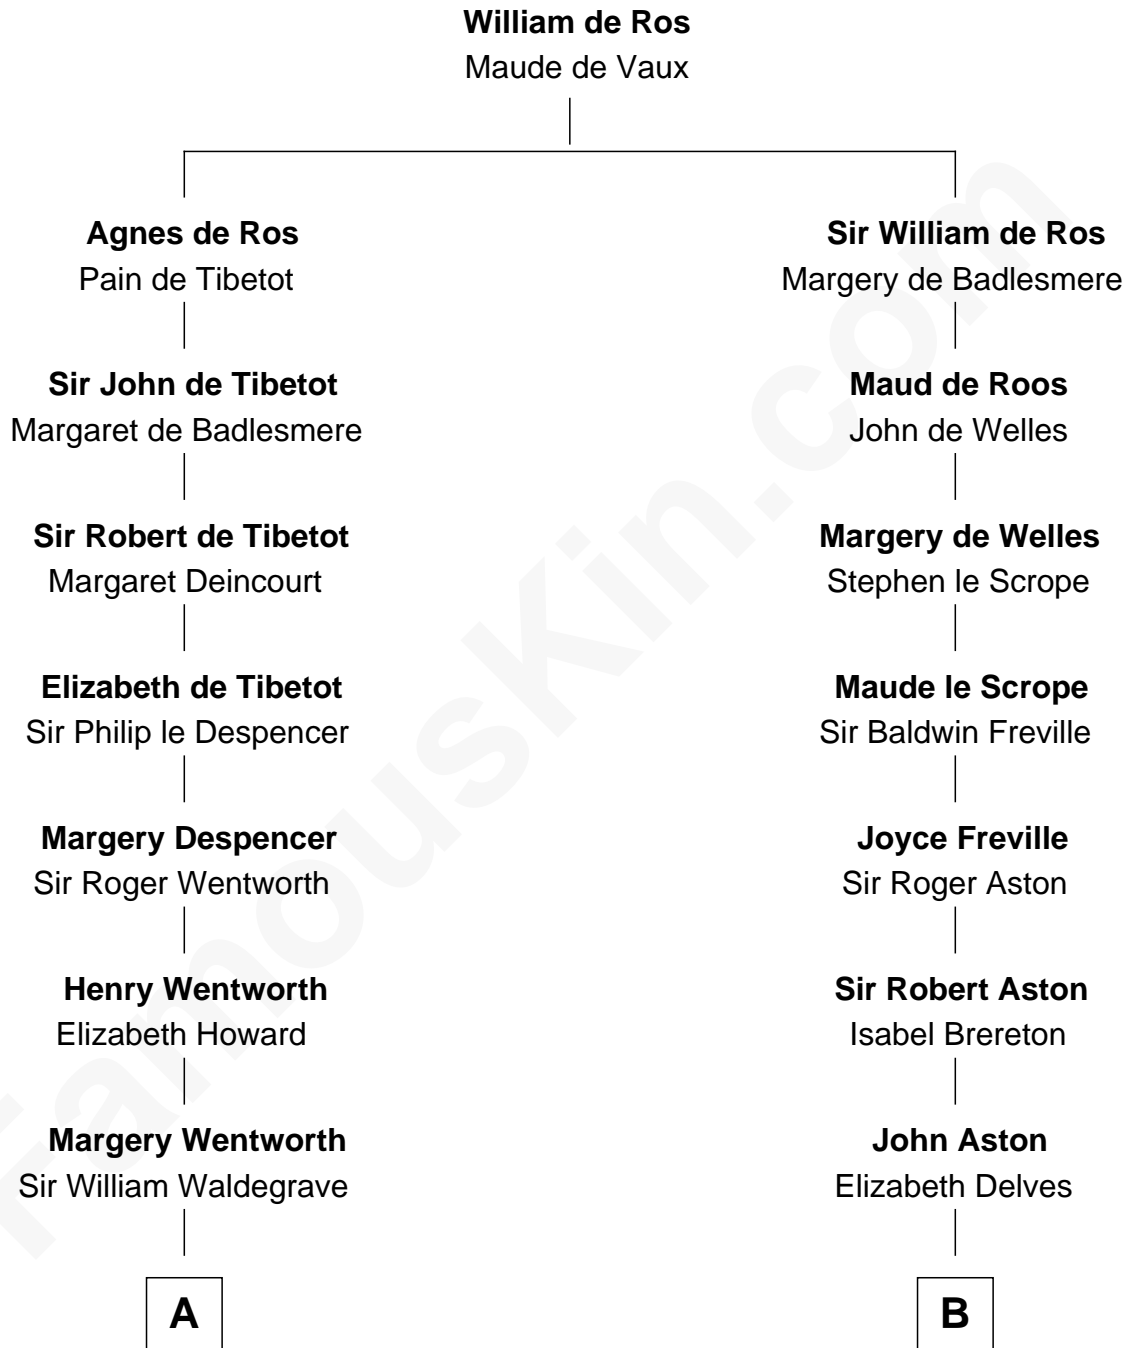 William de Ros
Maude de Vaux
Agnes de Ros
Pain de Tibetot
Sir William de Ros
Margery de Badlesmere
Sir John de Tibetot
Margaret de Badlesmere
Maud de Roos
John de Welles
Sir Robert de Tibetot
Margaret Deincourt
Margery de Welles
Stephen le Scrope
Elizabeth de Tibetot
Sir Philip le Despencer
Maude le Scrope
Sir Baldwin Freville
Margery Despencer
Sir Roger Wentworth
Joyce Freville
Sir Roger Aston
Henry Wentworth
Elizabeth Howard
Sir Robert Aston
Isabel Brereton
Margery Wentworth
Sir William Waldegrave
John Aston
Elizabeth Delves
A
B
FamousKin.com